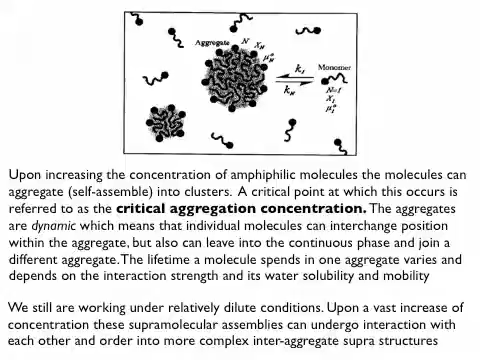 Aggregate N
X_N
μ°_N
k_1
k_N
Monomer
N=1
X_1
μ°_1
Upon increasing the concentration of amphiphilic molecules the molecules can
aggregate (self-assemble) into clusters. A critical point at which this occurs is
referred to as the critical aggregation concentration. The aggregates
are dynamic which means that individual molecules can interchange position
within the aggregate, but also can leave into the continuous phase and join a
different aggregate. The lifetime a molecule spends in one aggregate varies and
depends on the interaction strength and its water solubility and mobility
We still are working under relatively dilute conditions. Upon a vast increase of
concentration these supramolecular assemblies can undergo interaction with
each other and order into more complex inter-aggregate supra structures